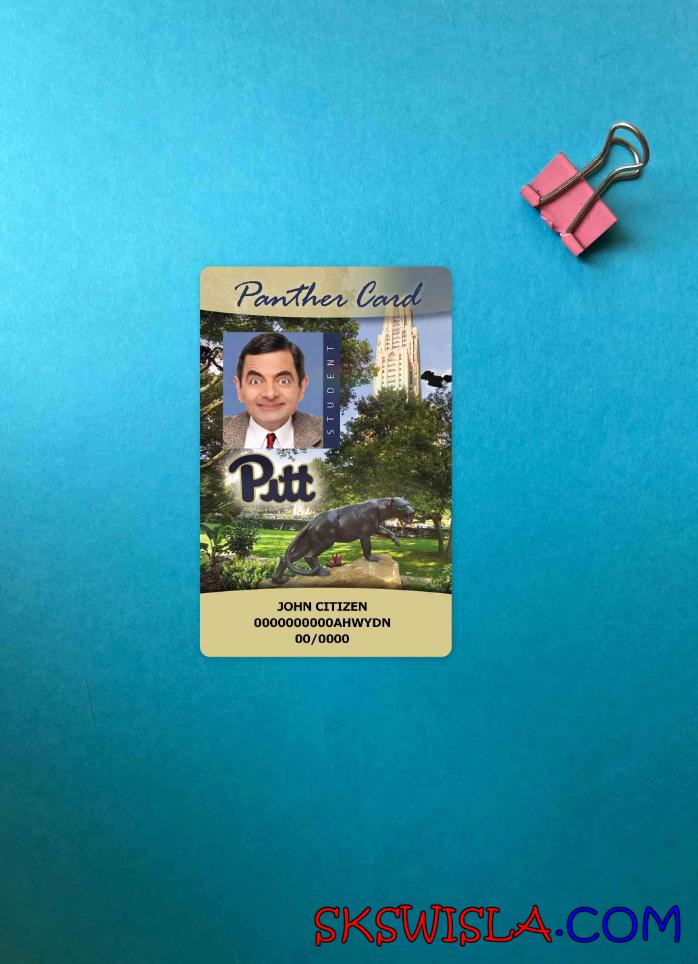 Panther Card
STUDENT
Pitt
JOHN CITIZEN
0000000000AHWYDN
00/0000
SKSWISLA.COM